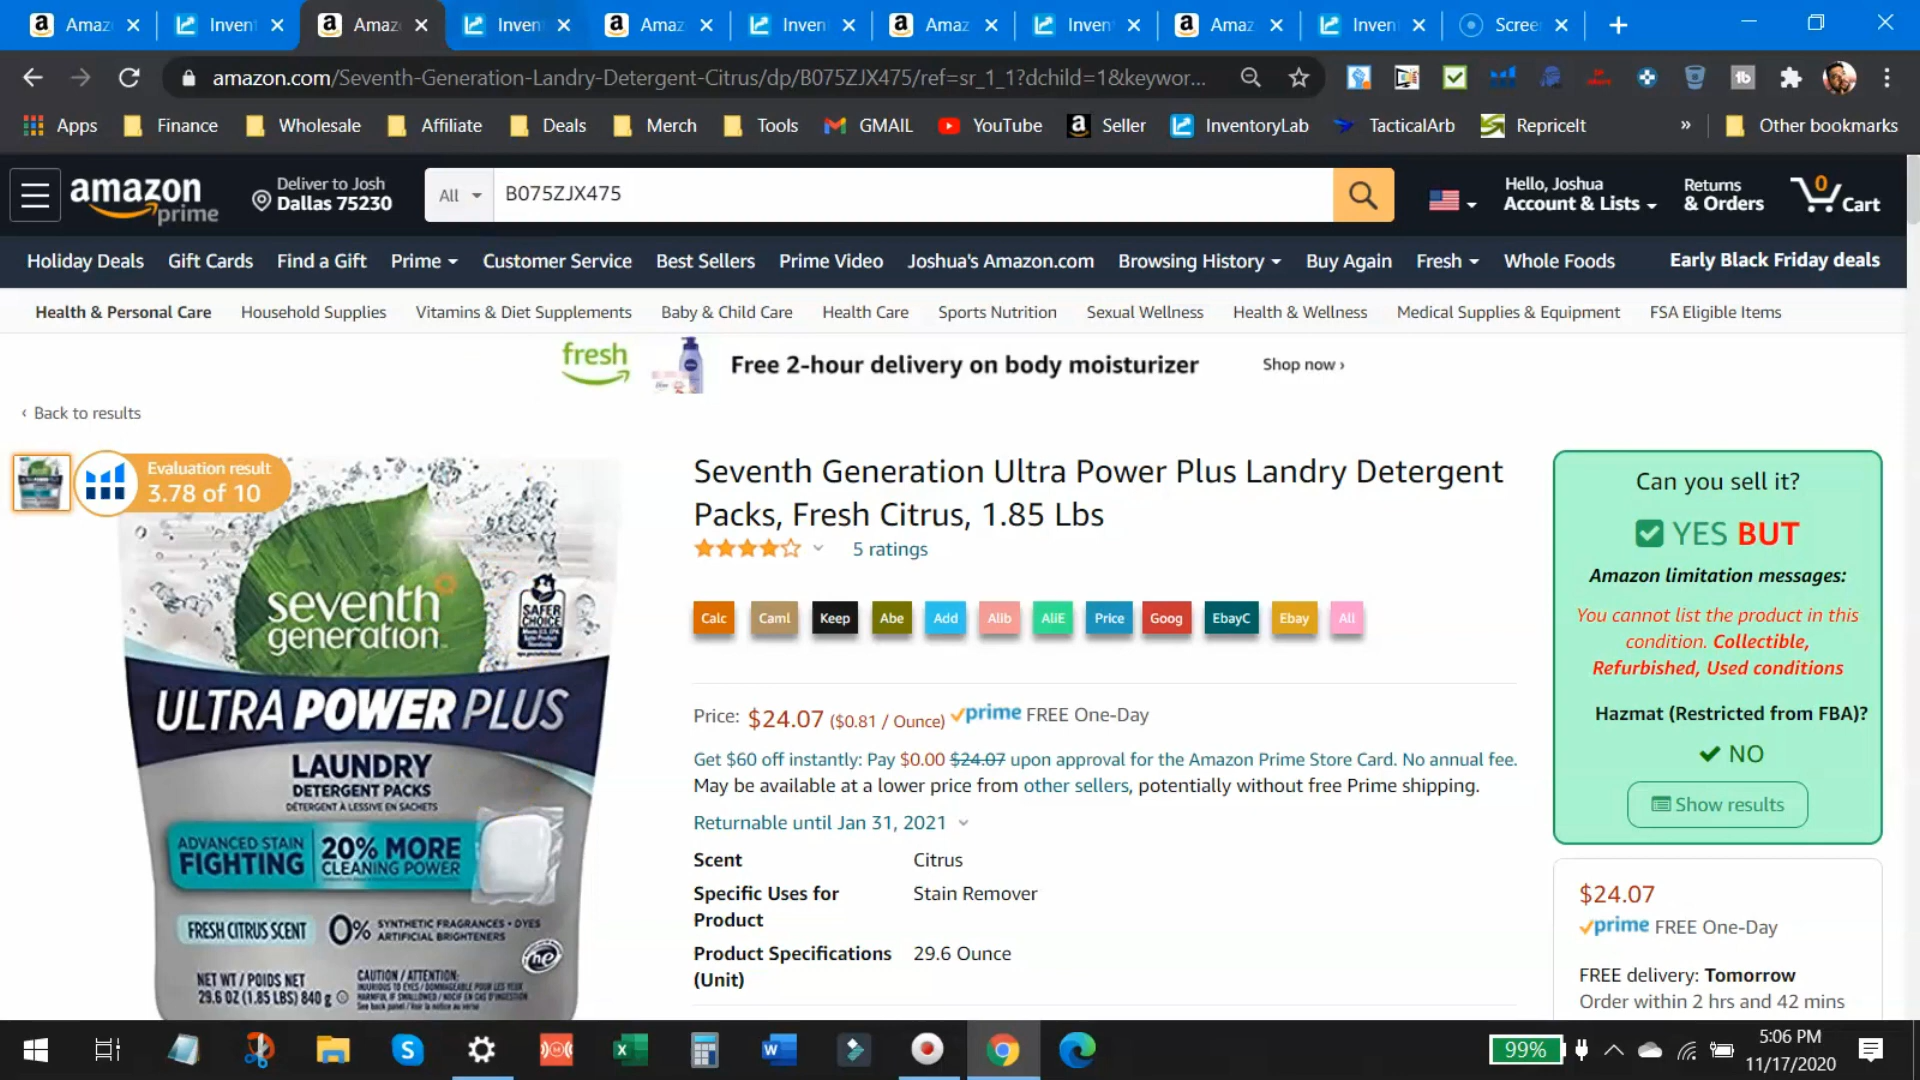 Amaz
Inven
Amaz
Inven
Amaz
Inven
Amaz
Inven
Amaz
Inven
Scree
amazon.com/Seventh-Generation-Landry-Detergent-Citrus/dp/B075ZJX475/ref=sr_1_1?dchild=1&keywor...
Apps Finance Wholesale Affiliate Deals Merch Tools GMAIL YouTube Seller InventoryLab TacticalArb RepriceIt » Other bookmarks
amazon prime
Deliver to Josh
Dallas 75230
All B075ZJX475
Hello, Joshua
Account & Lists
Returns
& Orders
0
Cart
Holiday Deals Gift Cards Find a Gift Prime Customer Service Best Sellers Prime Video Joshua's Amazon.com Browsing History Buy Again Fresh Whole Foods Early Black Friday deals
Health & Personal Care Household Supplies Vitamins & Diet Supplements Baby & Child Care Health Care Sports Nutrition Sexual Wellness Health & Wellness Medical Supplies & Equipment FSA Eligible Items
fresh Free 2-hour delivery on body moisturizer Shop now ›
‹ Back to results
Evaluation result
3.78 of 10
seventh
generation
SAFER
CHOICE
ULTRA POWER PLUS
LAUNDRY
DETERGENT PACKS
DÉTERGENT À LESSIVE EN SACHETS
ADVANCED STAIN
FIGHTING
20% MORE
CLEANING POWER
FRESH CITRUS SCENT
0% SYNTHETIC FRAGRANCES • DYES
ARTIFICIAL BRIGHTENERS
he
NET WT / POIDS NET
29.6 OZ (1.85 LBS) 840 g
CAUTION / ATTENTION:
Seventh Generation Ultra Power Plus Landry Detergent
Packs, Fresh Citrus, 1.85 Lbs
5 ratings
Calc Caml Keep Abe Add Alib AliE Price Goog EbayC Ebay All
Price: $24.07 ($0.81 / Ounce) prime FREE One-Day
Get $60 off instantly: Pay $0.00 $24.07 upon approval for the Amazon Prime Store Card. No annual fee.
May be available at a lower price from other sellers, potentially without free Prime shipping.
Returnable until Jan 31, 2021
Scent Citrus
Specific Uses for Stain Remover
Product
Product Specifications 29.6 Ounce
(Unit)
Can you sell it?
YES BUT
Amazon limitation messages:
You cannot list the product in this
condition. Collectible,
Refurbished, Used conditions
Hazmat (Restricted from FBA)?
NO
Show results
$24.07
prime FREE One-Day
FREE delivery: Tomorrow
Order within 2 hrs and 42 mins
99%
5:06 PM
11/17/2020